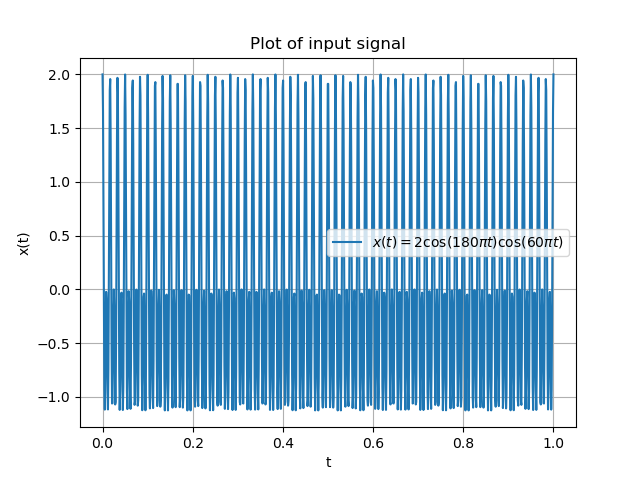 Plot of input signal
2.0
1.5
1.0
0.5
0.0
−0.5
−1.0
x(t)
x(t) = 2cos(180πt)cos(60πt)
0.0 0.2 0.4 0.6 0.8 1.0
t